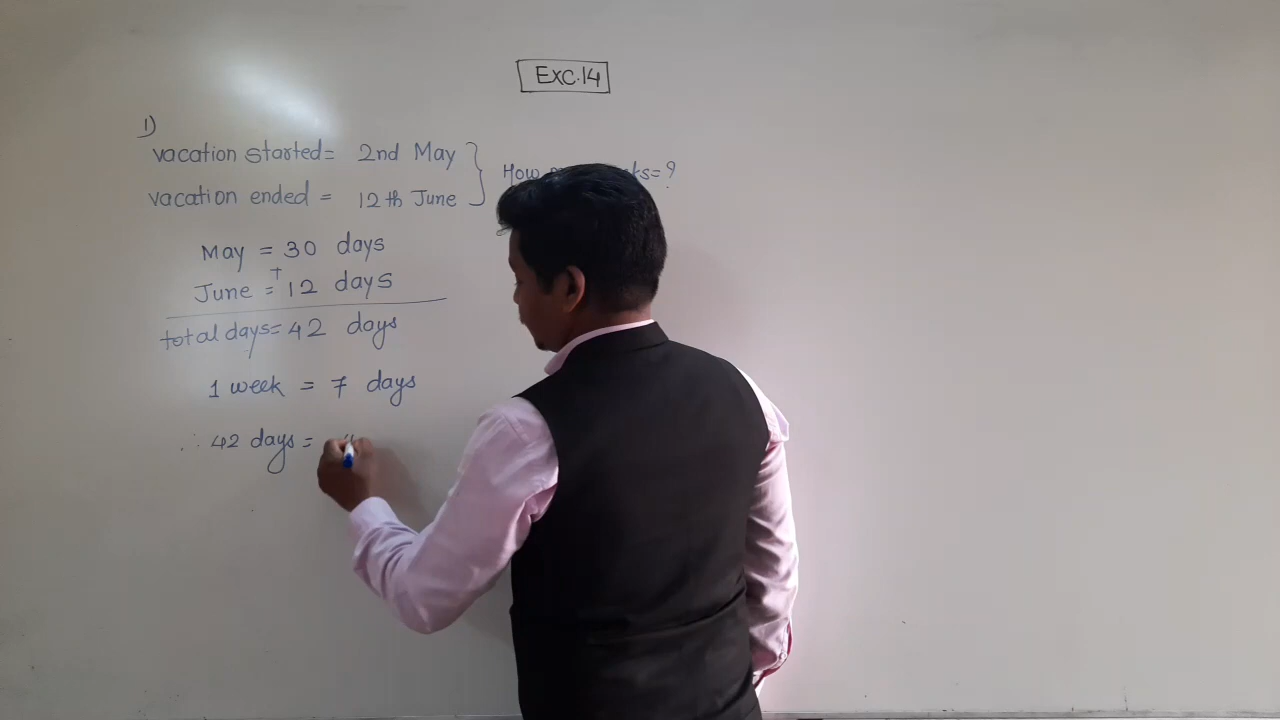 Exc.14
1)
vacation started = 2nd May
vacation ended = 12th June
How =?
May = 30 days
+
June = 12 days
total days = 42 days
1 week = 7 days
∴ 42 days =